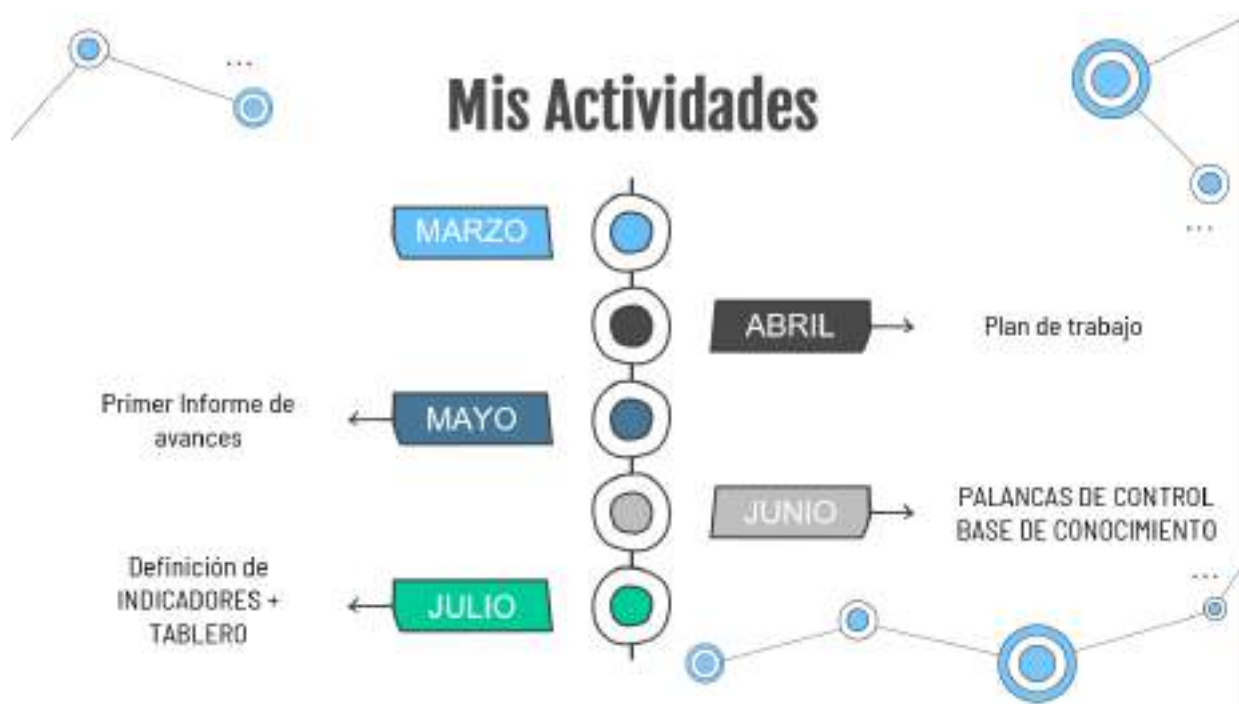 Mis Actividades
MARZO
ABRIL
Plan de trabajo
Primer Informe de
avances
MAYO
JUNIO
PALANCAS DE CONTROL
BASE DE CONOCIMIENTO
Definición de
INDICADORES +
TABLERO
JULIO